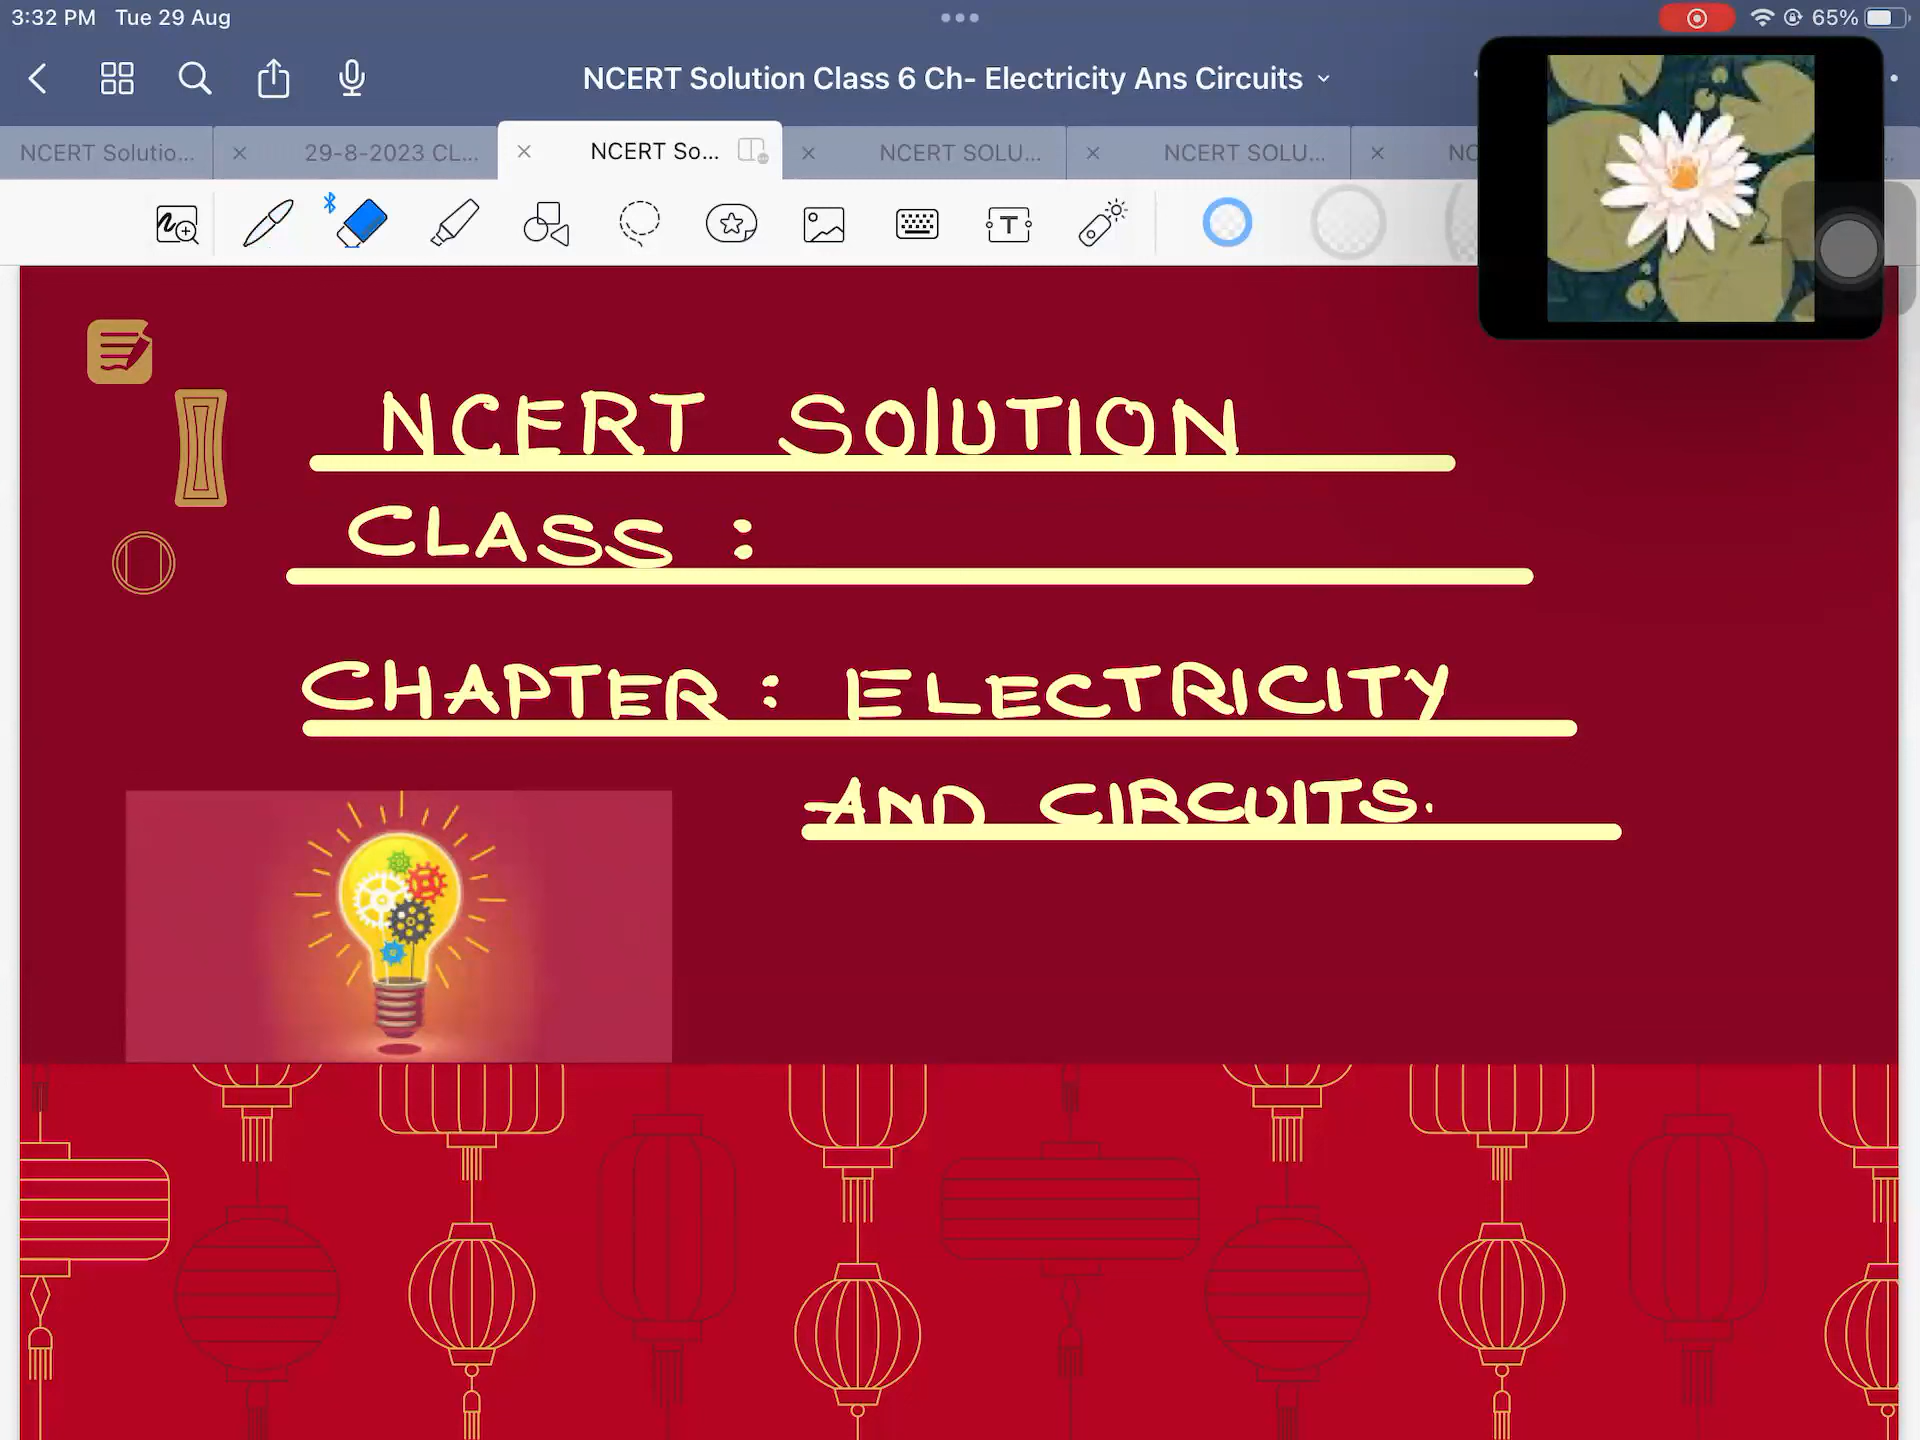 3:32 PM Tue 29 Aug 65%
NCERT Solution Class 6 Ch- Electricity Ans Circuits
NCERT Solutio... 29-8-2023 CL... NCERT So... NCERT SOLU... NCERT SOLU... NC
NCERT SOLUTION
CLASS :
CHAPTER : ELECTRICITY
AND CIRCUITS.